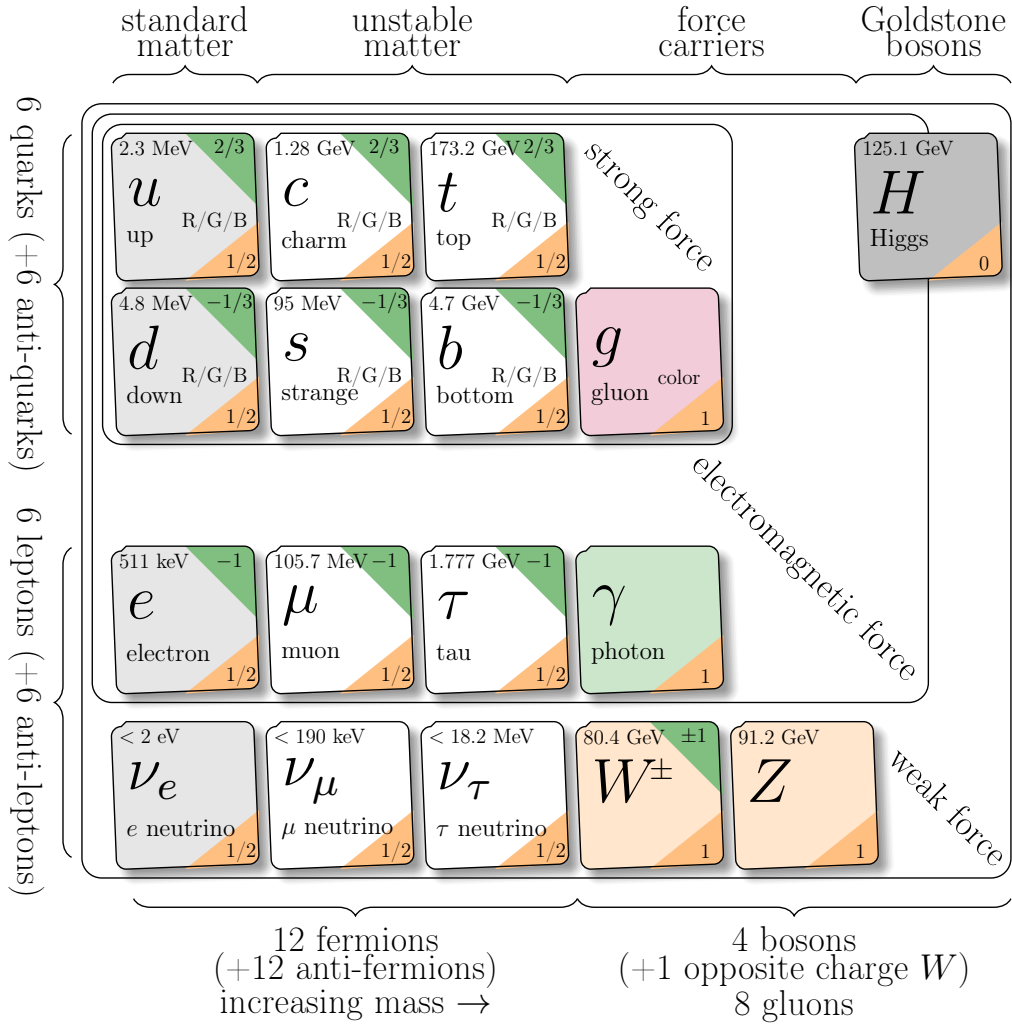 standard
matter
unstable
matter
force
carriers
Goldstone
bosons
6 quarks (+6 anti-quarks)
6 leptons (+6 anti-leptons)
2.3 MeV 2/3
u
R/G/B
up
1/2
1.28 GeV 2/3
c
R/G/B
charm
1/2
173.2 GeV 2/3
t
R/G/B
top
1/2
strong force
125.1 GeV
H
Higgs
0
4.8 MeV −1/3
d
R/G/B
down
1/2
95 MeV −1/3
s
R/G/B
strange
1/2
4.7 GeV −1/3
b
R/G/B
bottom
1/2
g
color
gluon
1
electromagnetic force
511 keV −1
e
electron
1/2
105.7 MeV −1
μ
muon
1/2
1.777 GeV −1
τ
tau
1/2
γ
photon
1
< 2 eV
νe
e neutrino
1/2
< 190 keV
νμ
μ neutrino
1/2
< 18.2 MeV
ντ
τ neutrino
1/2
80.4 GeV ±1
W±
1
91.2 GeV
Z
1
weak force
12 fermions
(+12 anti-fermions)
increasing mass →
4 bosons
(+1 opposite charge W)
8 gluons